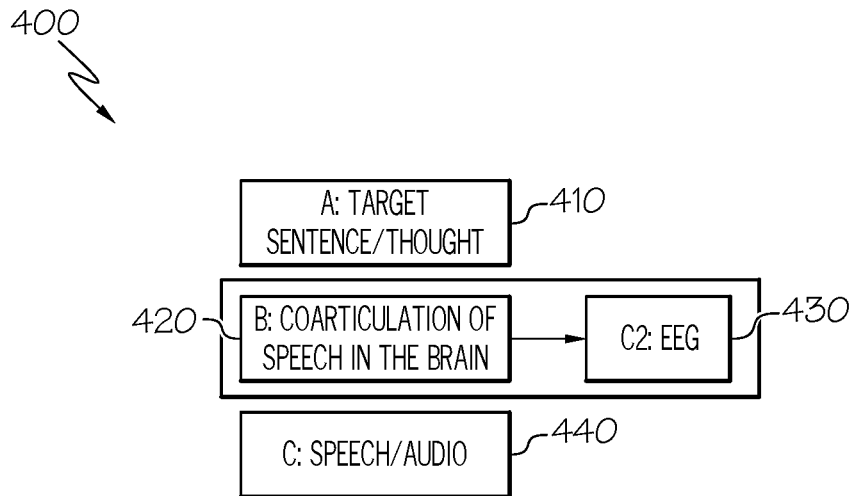 400
A: TARGET
SENTENCE/THOUGHT
410
420
B: COARTICULATION OF
SPEECH IN THE BRAIN
C2: EEG
430
C: SPEECH/AUDIO
440